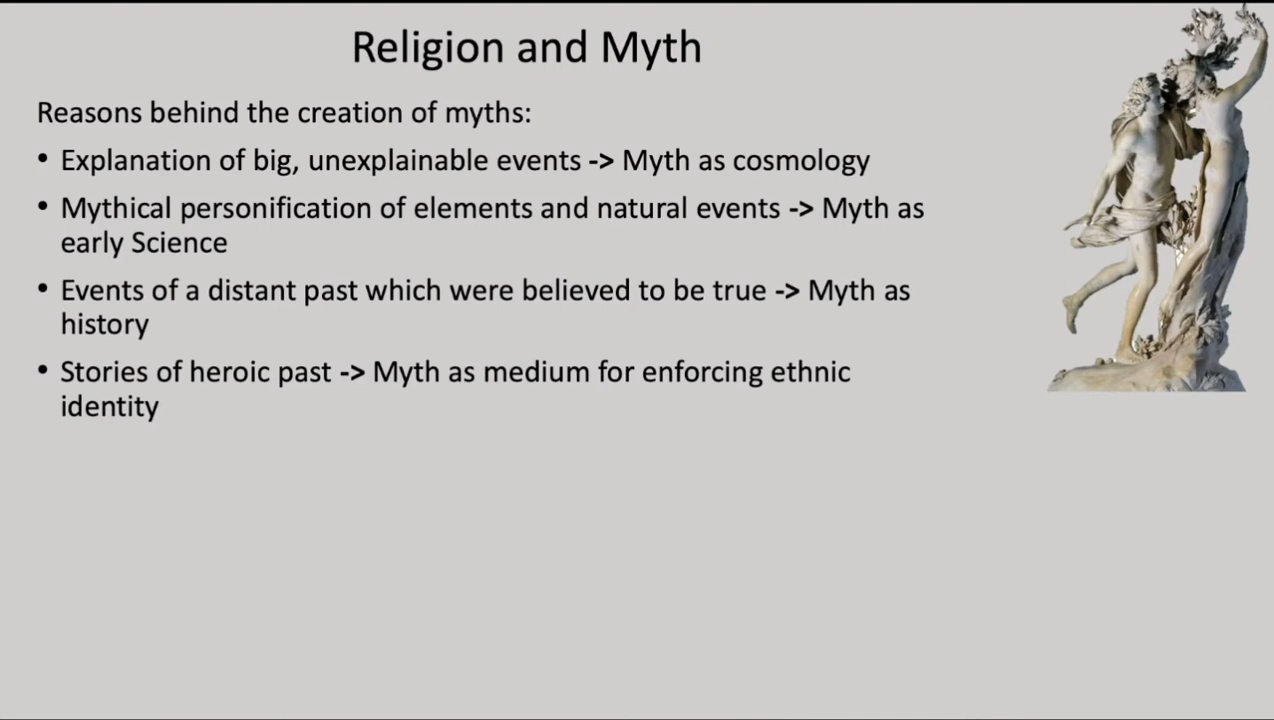 Religion and Myth
Reasons behind the creation of myths:
• Explanation of big, unexplainable events -> Myth as cosmology
• Mythical personification of elements and natural events -> Myth as
early Science
• Events of a distant past which were believed to be true -> Myth as
history
• Stories of heroic past -> Myth as medium for enforcing ethnic
identity